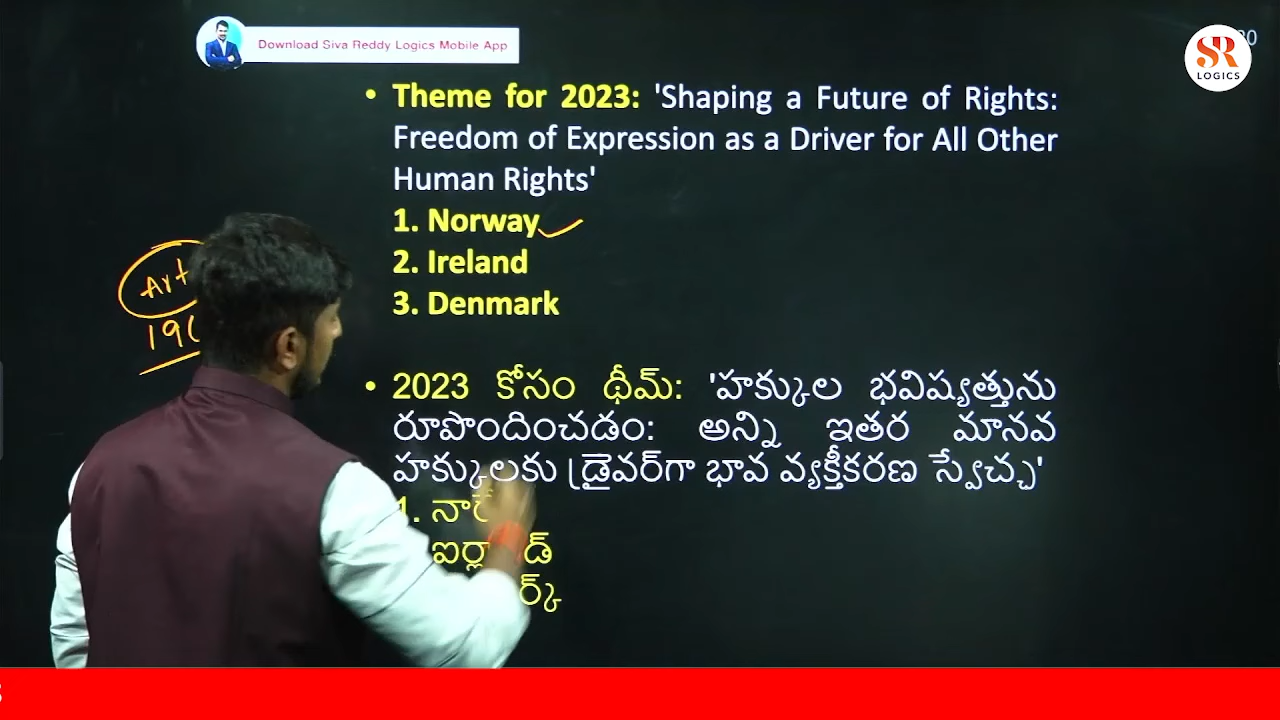 Download Siva Reddy Logics Mobile App
SR
LOGICS
• Theme for 2023: 'Shaping a Future of Rights:
Freedom of Expression as a Driver for All Other
Human Rights'
1. Norway
2. Ireland
3. Denmark
Art
• 2023 కోసం థీమ్: 'హక్కుల భవిష్యత్తును
రూపొందించడం: అన్ని ఇతర మానవ
హక్కులకు డ్రైవర్‌గా భావ వ్యక్తీకరణ స్వేచ్ఛ'
1.